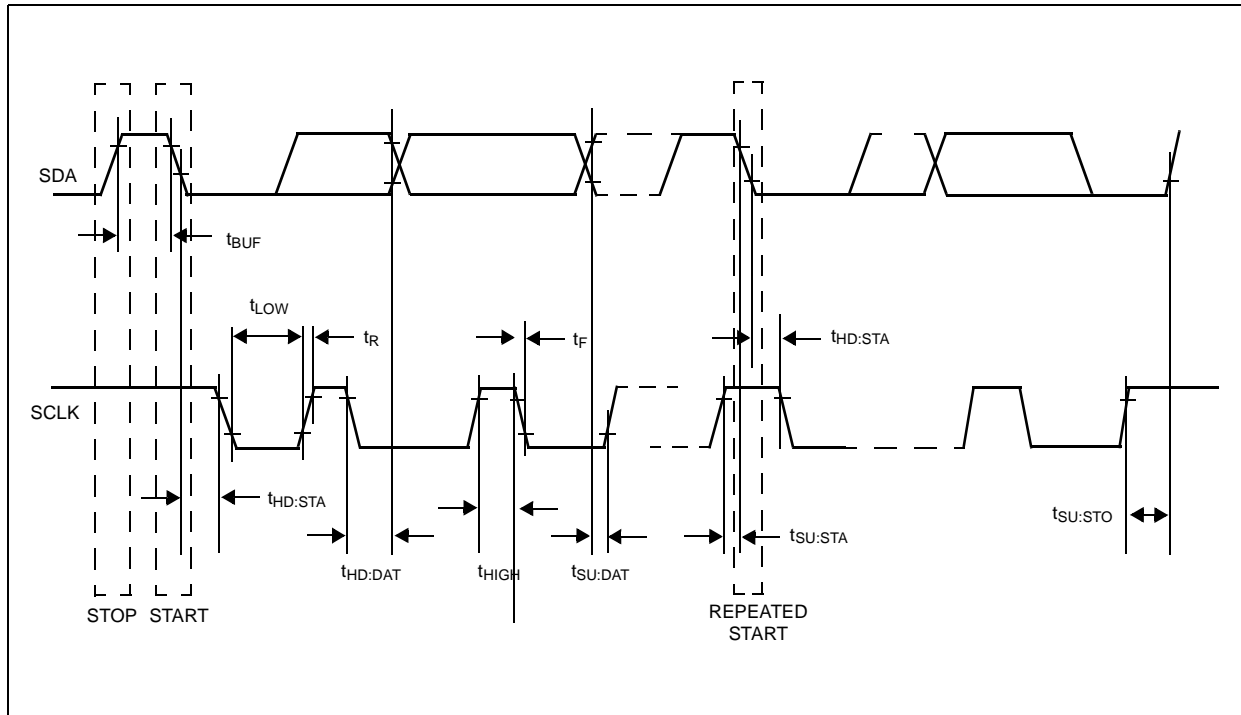 SDA
tBUF
tLOW
tR
tF
tHD:STA
SCLK
tHD:STA
tSU:STO
tSU:STA
tHD:DAT
tHIGH
tSU:DAT
STOP
START
REPEATED
START